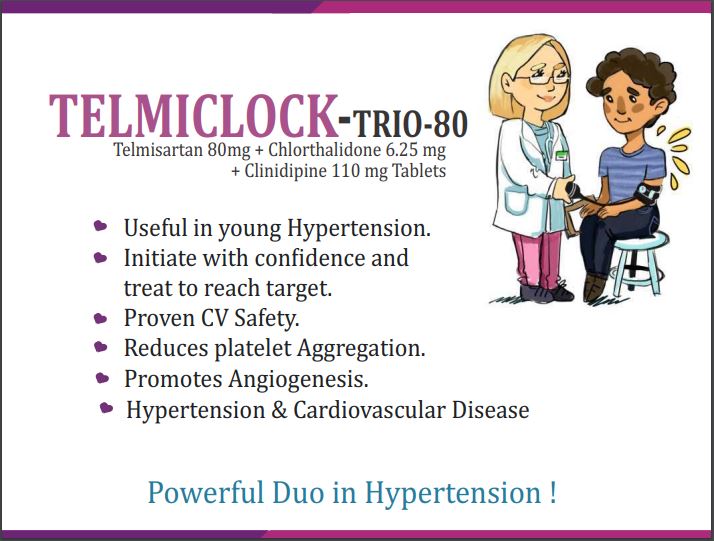 TELMICLOCK-TRIO-80
Telmisartan 80mg + Chlorthalidone 6.25 mg
+ Clinidipine 110 mg Tablets
Useful in young Hypertension.
Initiate with confidence and
treat to reach target.
Proven CV Safety.
Reduces platelet Aggregation.
Promotes Angiogenesis.
Hypertension & Cardiovascular Disease
Powerful Duo in Hypertension !